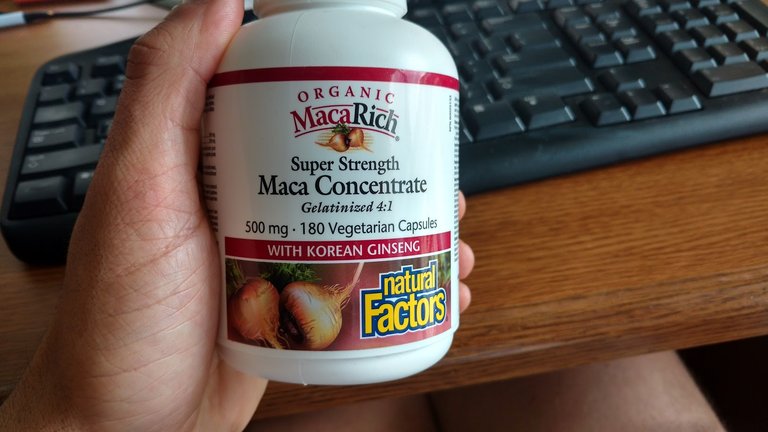 ORGANIC
MacaRich®
Super Strength
Maca Concentrate
Gelatinized 4:1
500 mg · 180 Vegetarian Capsules
WITH KOREAN GINSENG
natural
Factors